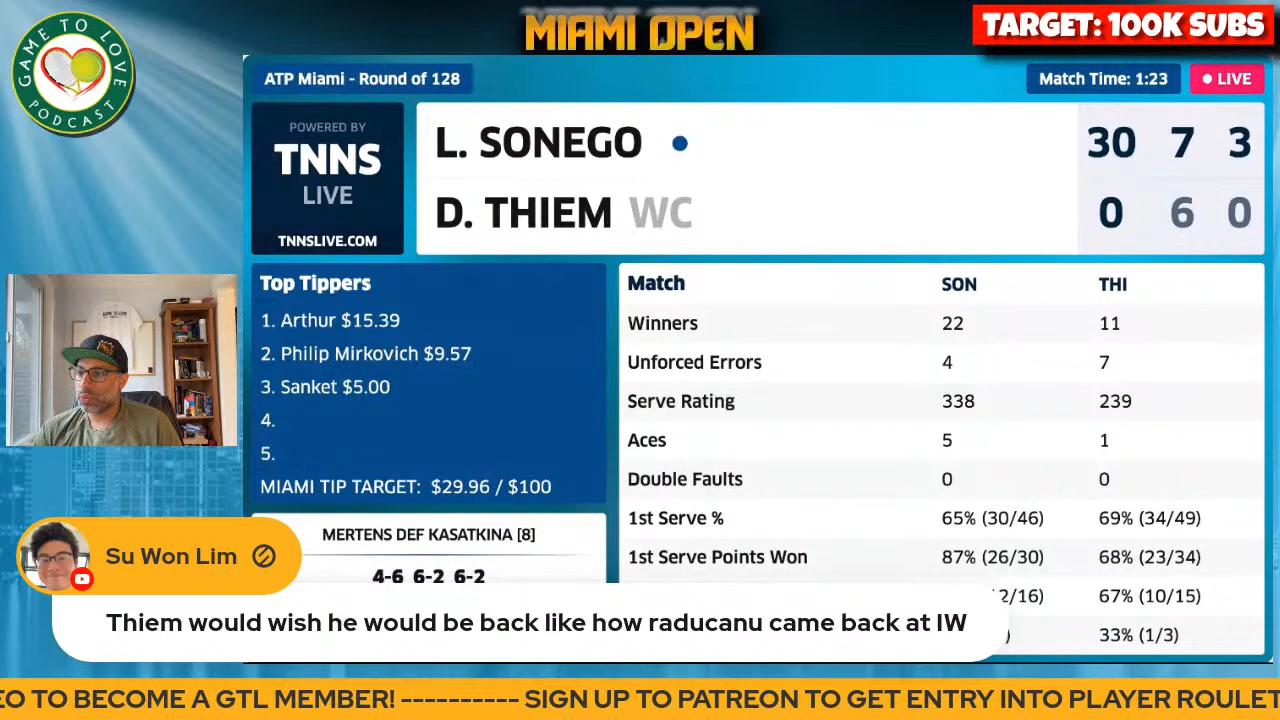 GAME TO LOVE
PODCAST
MIAMI OPEN
TARGET: 100K SUBS
ATP Miami - Round of 128
Match Time: 1:23
LIVE
POWERED BY
TNNS
LIVE
TNNSLIVE.COM
L. SONEGO 30 7 3
D. THIEM WC 0 6 0
Top Tippers
1. Arthur $15.39
2. Philip Mirkovich $9.57
3. Sanket $5.00
4.
5.
MIAMI TIP TARGET: $29.96 / $100
MERTENS DEF KASATKINA [8]
4-6 6-2 6-2
Match SON THI
Winners 22 11
Unforced Errors 4 7
Serve Rating 338 239
Aces 5 1
Double Faults 0 0
1st Serve % 65% (30/46) 69% (34/49)
1st Serve Points Won 87% (26/30) 68% (23/34)
2/16) 67% (10/15)
) 33% (1/3)
Su Won Lim
Thiem would wish he would be back like how raducanu came back at IW
EO TO BECOME A GTL MEMBER! ---------- SIGN UP TO PATREON TO GET ENTRY INTO PLAYER ROULET